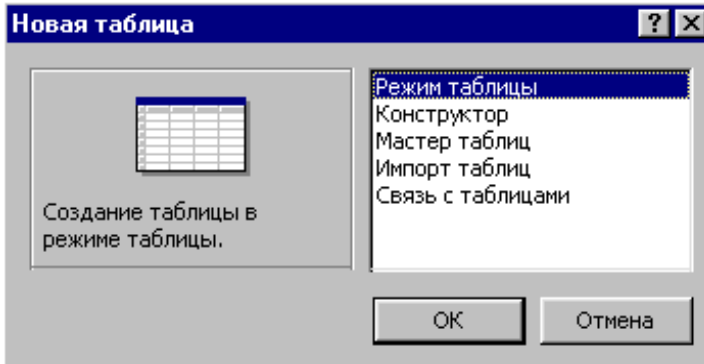 Новая таблица
Режим таблицы
Конструктор
Мастер таблиц
Импорт таблиц
Связь с таблицами
Создание таблицы в
режиме таблицы.
ОК
Отмена